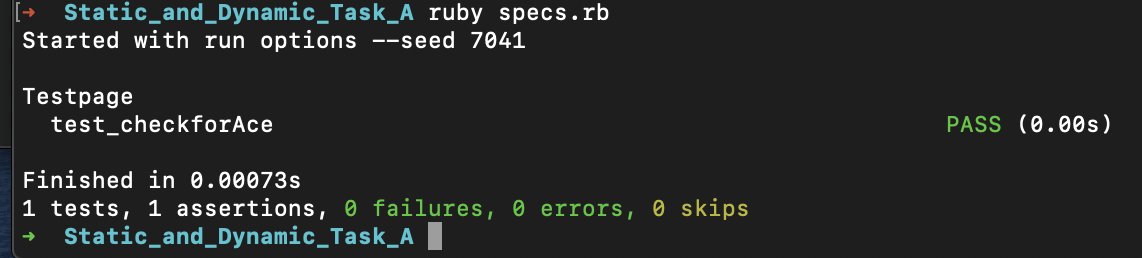 [➜  Static_and_Dynamic_Task_A ruby specs.rb
Started with run options --seed 7041
Testpage
test_checkforAce PASS (0.00s)
Finished in 0.00073s
1 tests, 1 assertions, 0 failures, 0 errors, 0 skips
➜  Static_and_Dynamic_Task_A